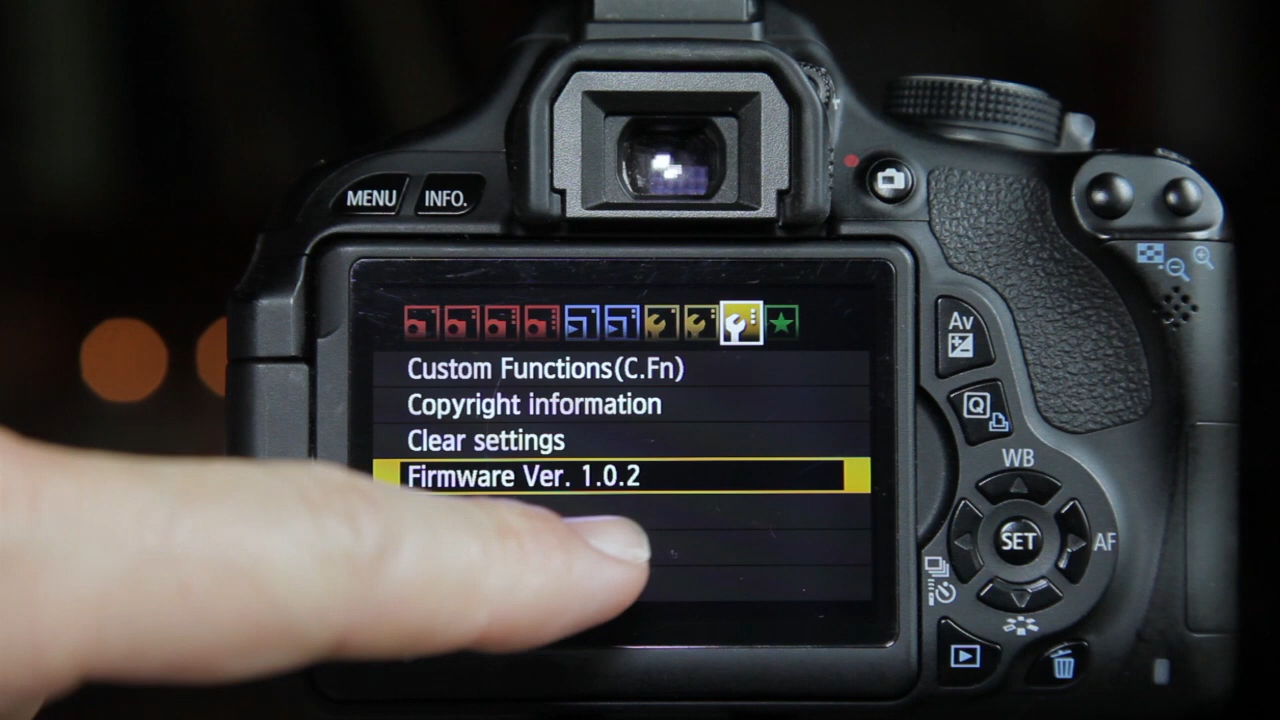 MENU INFO.
Custom Functions(C.Fn)
Copyright information
Clear settings
Firmware Ver. 1.0.2
Av
Q
WB
SET
AF